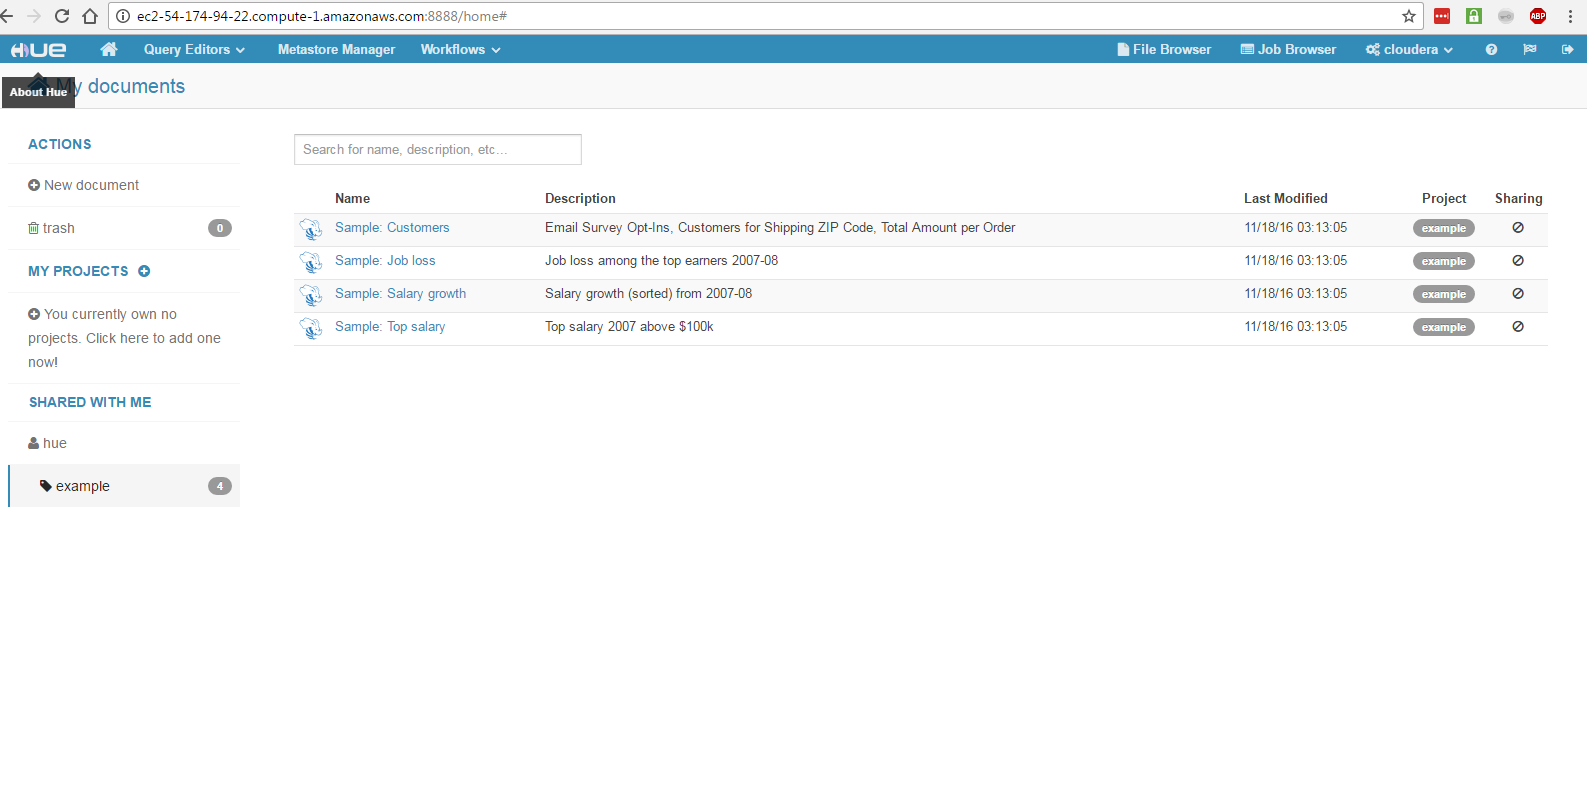 ec2-54-174-94-22.compute-1.amazonaws.com:8888/home#
ABP
HUE Query Editors Metastore Manager Workflows File Browser Job Browser cloudera
My documents
About Hue
ACTIONS
New document
trash 0
MY PROJECTS
You currently own no
projects. Click here to add one
now!
SHARED WITH ME
hue
example 4
Search for name, description, etc...
Name Description Last Modified Project Sharing
Sample: Customers Email Survey Opt-Ins, Customers for Shipping ZIP Code, Total Amount per Order 11/18/16 03:13:05 example
Sample: Job loss Job loss among the top earners 2007-08 11/18/16 03:13:05 example
Sample: Salary growth Salary growth (sorted) from 2007-08 11/18/16 03:13:05 example
Sample: Top salary Top salary 2007 above $100k 11/18/16 03:13:05 example